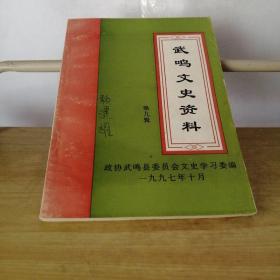 武鸣文史资料
第九辑
政协武鸣县委员会文史学习委编
一九九七年十月